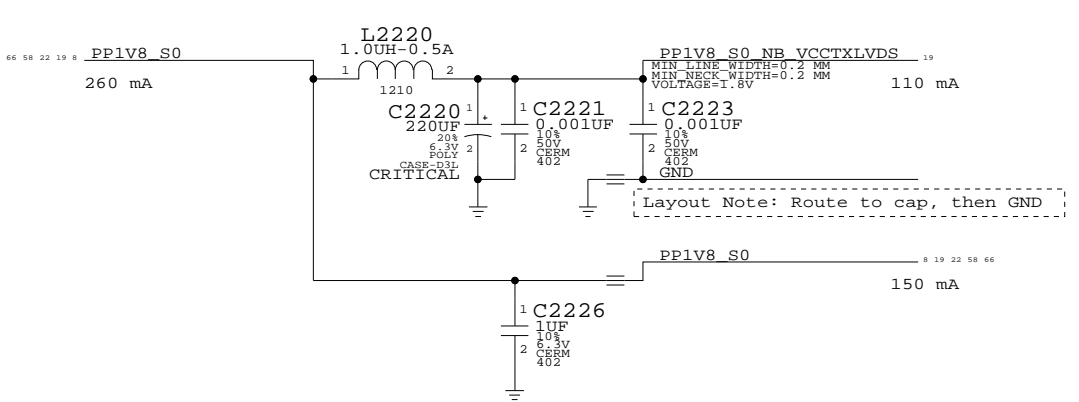 66 58 22 19 8 PP1V8_S0
260 mA
L2220
1.0UH-0.5A
1 2
1210
PP1V8_S0_NB_VCCTXLVDS 19
MIN_LINE_WIDTH=0.2 MM
MIN_NECK_WIDTH=0.2 MM
VOLTAGE=1.8V
110 mA
C2220 1
220UF +
20%
6.3V 2
POLY
CASE-D3L
CRITICAL
1 C2221
0.001UF
10%
50V
2 CERM
402
1 C2223
0.001UF
10%
50V
2 CERM
402
GND
Layout Note: Route to cap, then GND
PP1V8_S0 8 19 22 58 66
150 mA
1 C2226
1UF
10%
6.3V
2 CERM
402